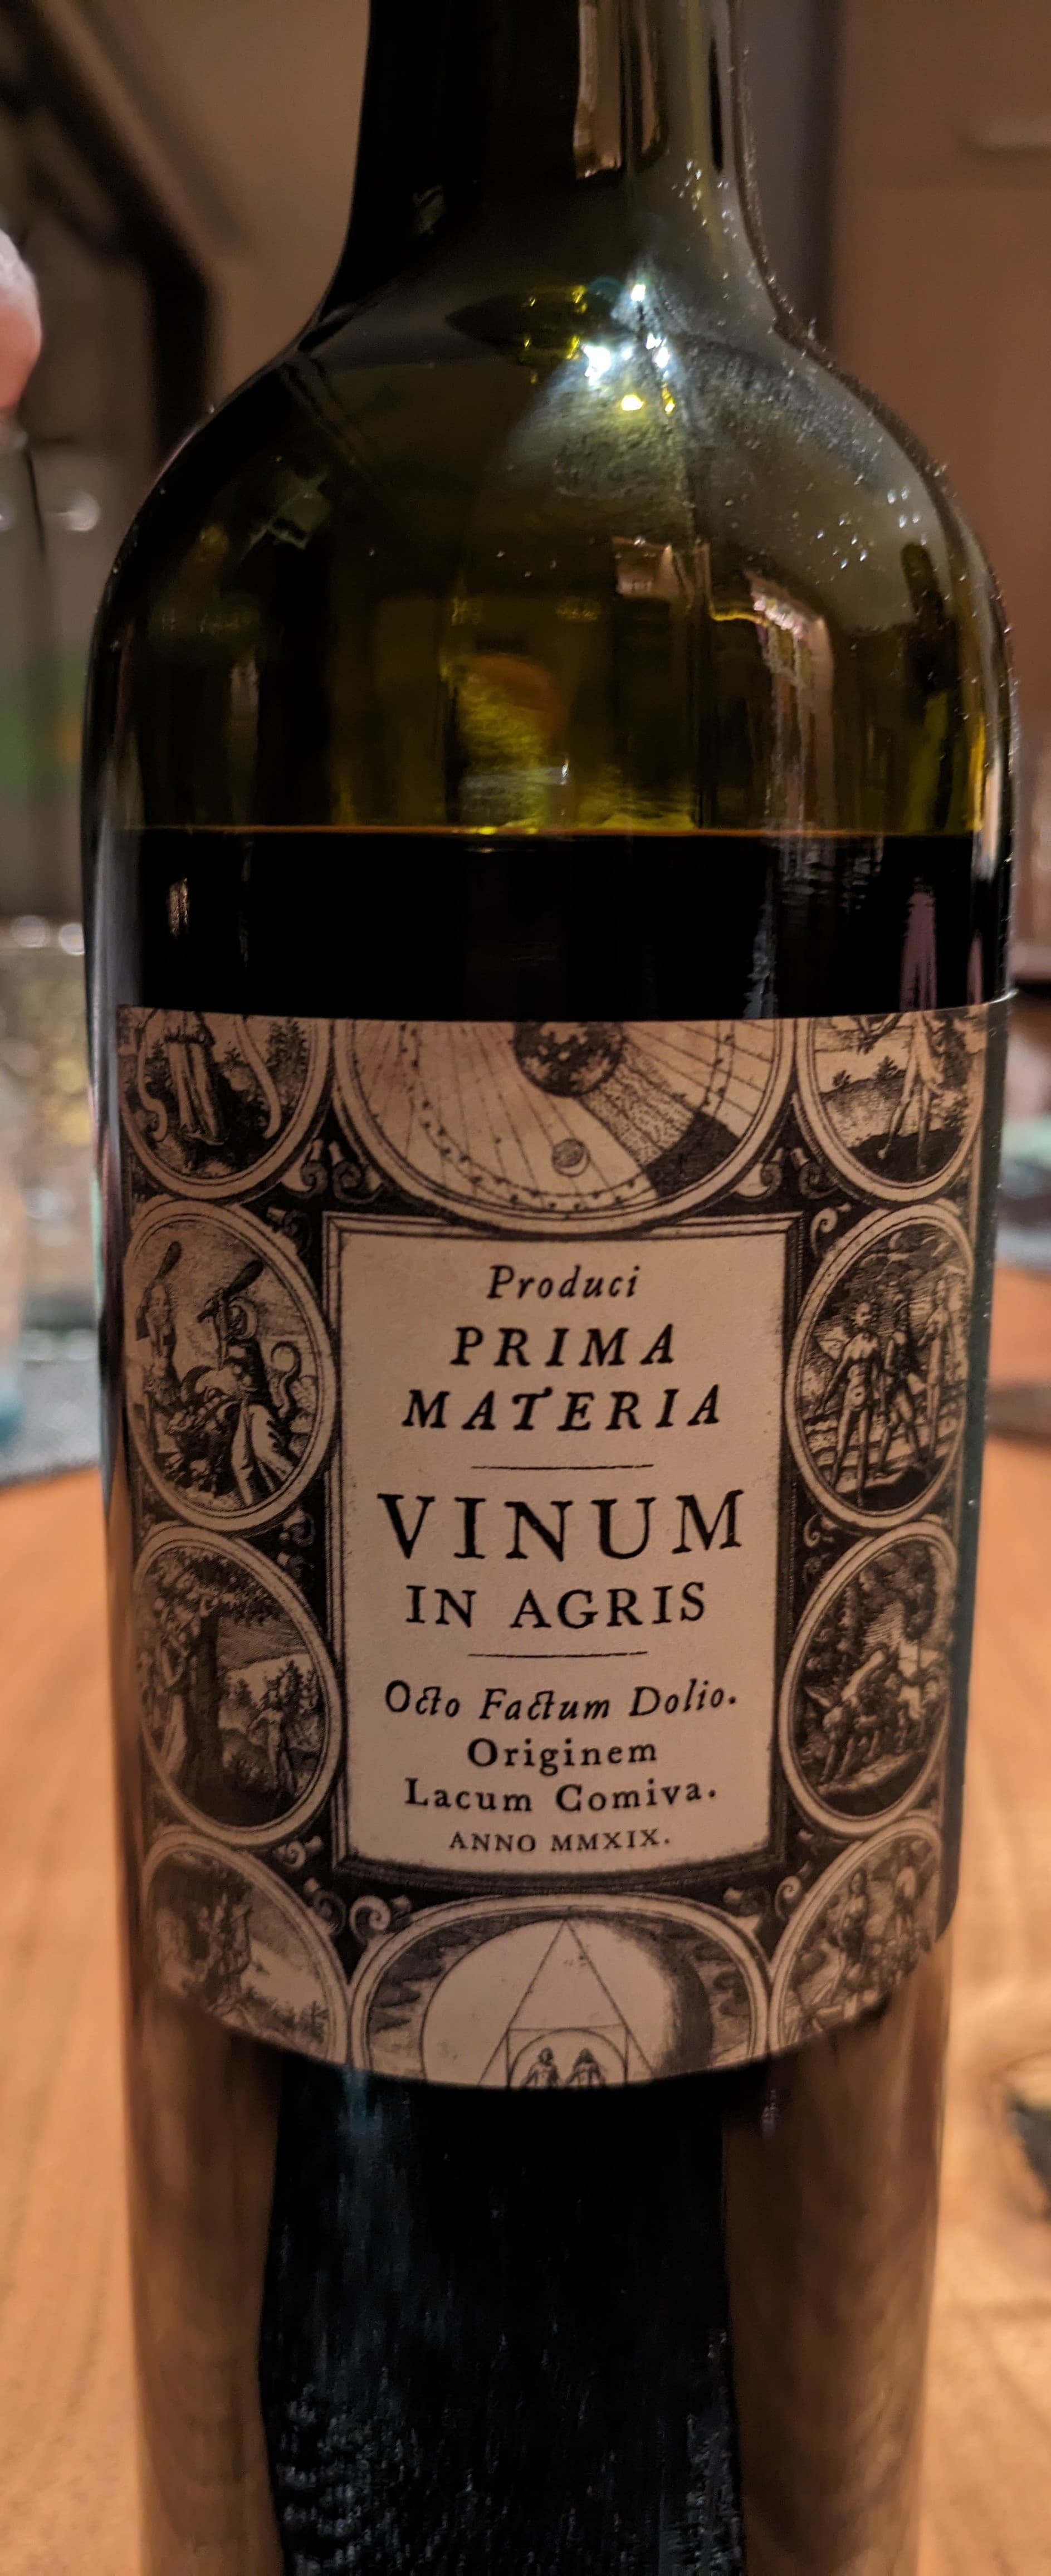 Produci
PRIMA
MATERIA
VINUM
IN AGRIS
Octo Factum Dolio.
Originem
Lacum Comiva.
ANNO MMXIX.